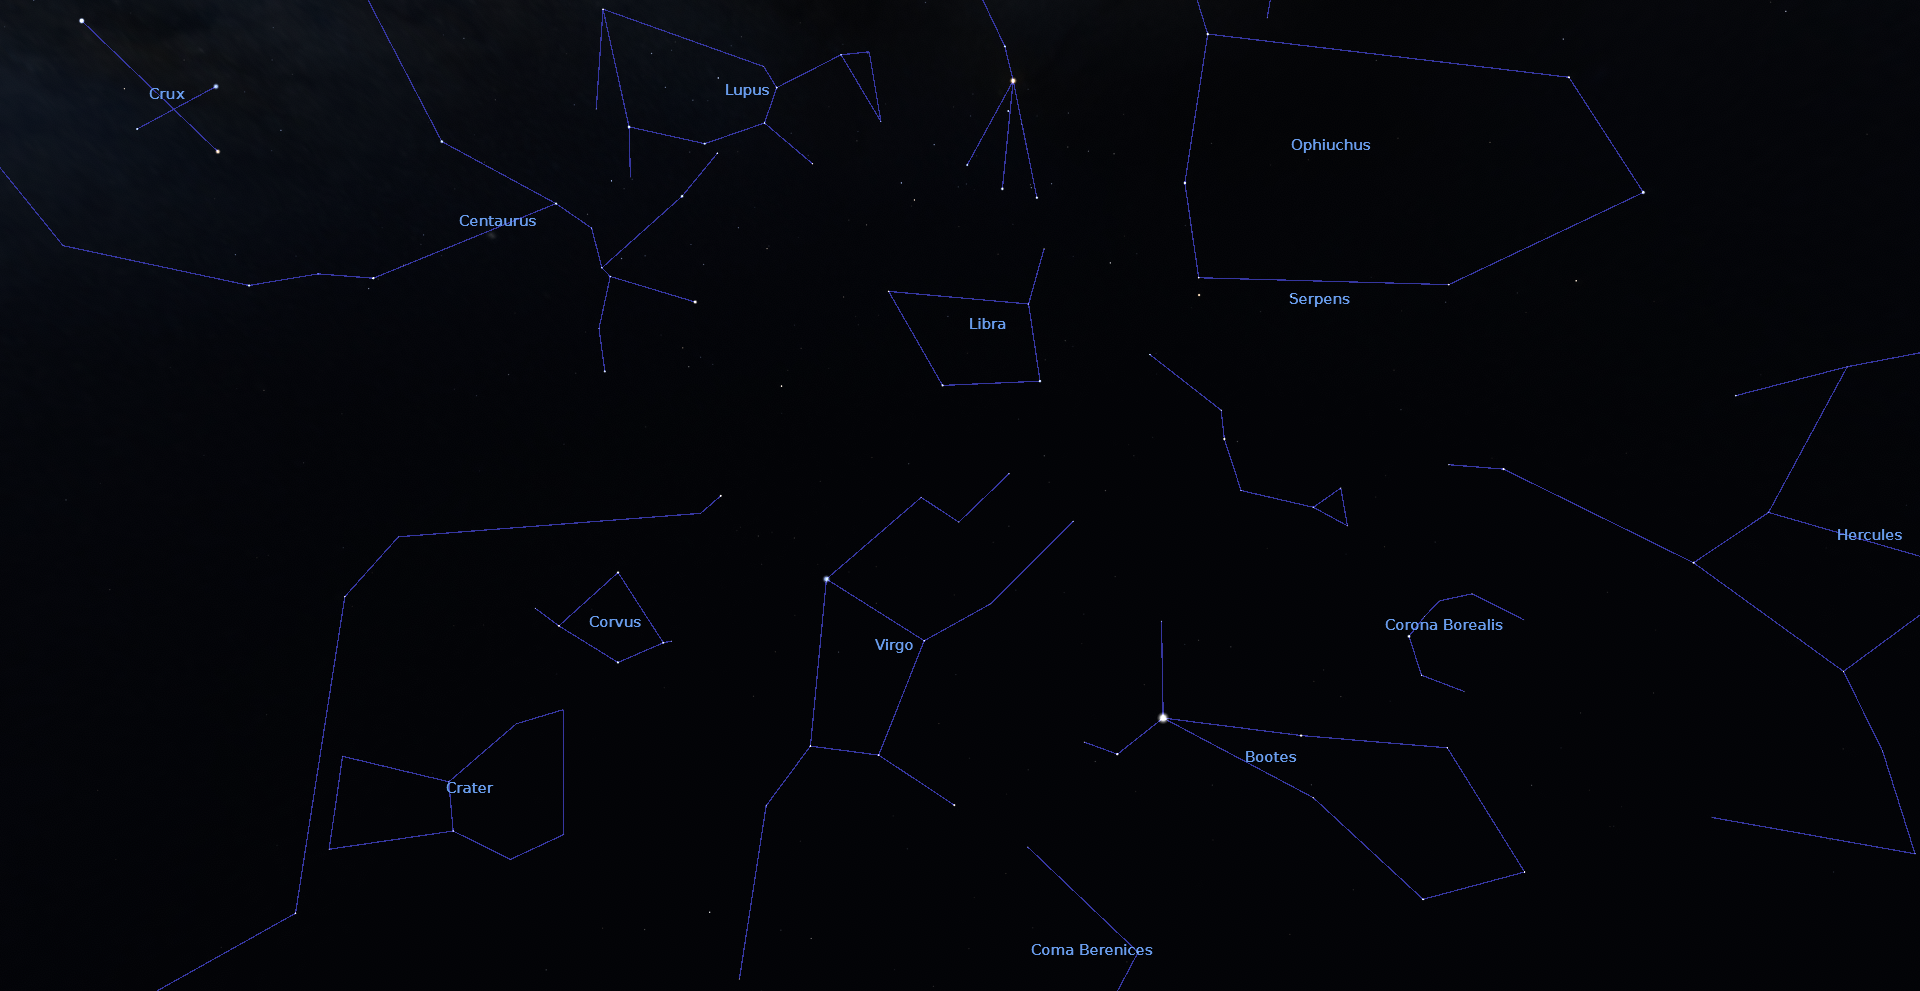 Crux
Lupus
Ophiuchus
Centaurus
Serpens
Libra
Hercules
Corvus
Corona Borealis
Virgo
Bootes
Crater
Coma Berenices